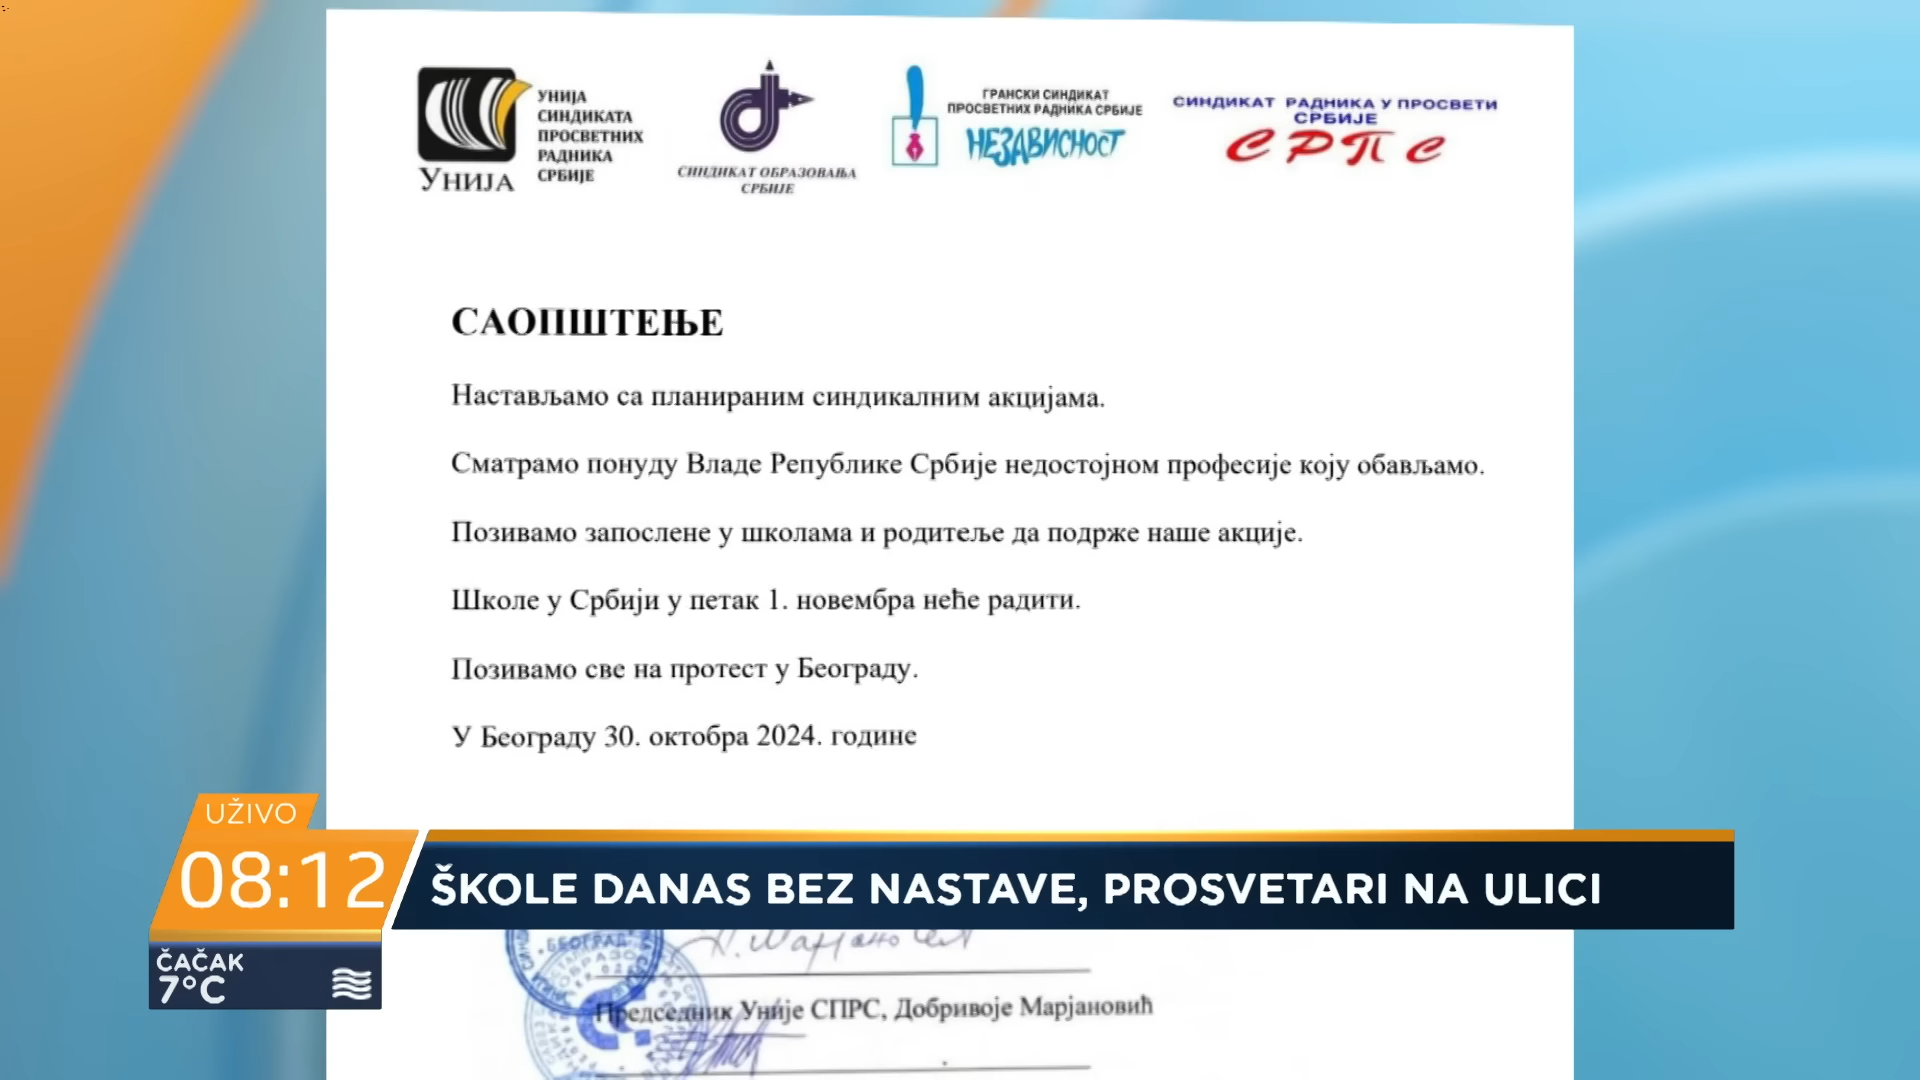 УНИЈА
СИНДИКАТА
ПРОСВЕТНИХ
РАДНИКА
СРБИЈЕ
УНИЈА
СИНДИКАТ ОБРАЗОВАЊА
СРБИЈЕ
ГРАНСКИ СИНДИКАТ
ПРОСВЕТНИХ РАДНИКА СРБИЈЕ
НЕЗАВИСНОСТ
СИНДИКАТ РАДНИКА У ПРОСВЕТИ
СРБИЈЕ
СРПС
САОПШТЕЊЕ
Настављамо са планираним синдикалним акцијама.
Сматрамо понуду Владе Републике Србије недостојном професије коју обављамо.
Позивамо запослене у школама и родитеље да подрже наше акције.
Школе у Србији у петак 1. новембра неће радити.
Позивамо све на протест у Београду.
У Београду 30. октобра 2024. године
UŽIVO
08:12
ŠKOLE DANAS BEZ NASTAVE, PROSVETARI NA ULICI
ČAČAK
7°C
БЕОГРАД
Председник Уније СПРС, Добривоје Марјановић